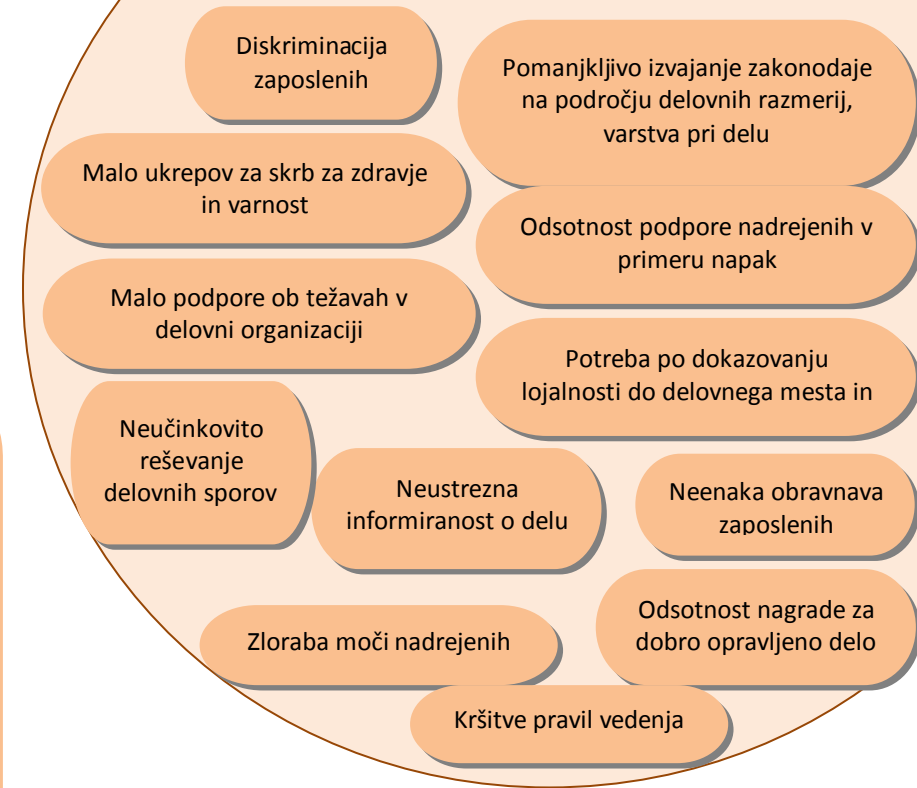 Diskriminacija
zaposlenih
Pomanjkljivo izvajanje zakonodaje
na področju delovnih razmerij,
varstva pri delu
Malo ukrepov za skrb za zdravje
in varnost
Odsotnost podpore nadrejenih v
primeru napak
Malo podpore ob težavah v
delovni organizaciji
Potreba po dokazovanju
lojalnosti do delovnega mesta in
Neučinkovito
reševanje
delovnih sporov
Neustrezna
informiranost o delu
Neenaka obravnava
zaposlenih
Odsotnost nagrade za
dobro opravljeno delo
Zloraba moči nadrejenih
Kršitve pravil vedenja